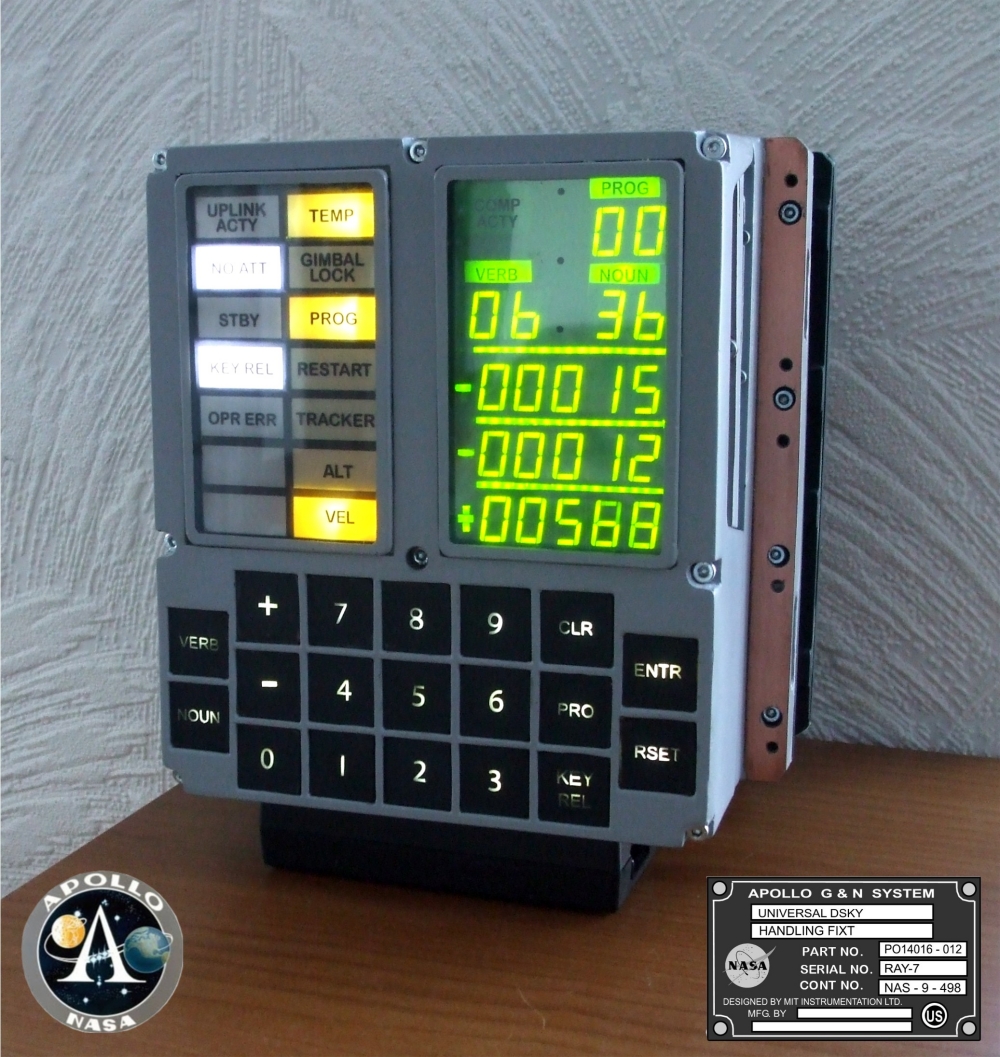 UPLINK
ACTY
TEMP
NO ATT
GIMBAL
LOCK
STBY
PROG
KEY REL
RESTART
OPR ERR
TRACKER
ALT
VEL
COMP
ACTY
PROG
00
VERB
NOUN
06
36
-00015
-00012
+00568
VERB
NOUN
+
7
8
9
CLR
-
4
5
6
PRO
0
1
2
3
KEY
REL
ENTR
RSET
APOLLO
NASA
APOLLO G & N SYSTEM
UNIVERSAL DSKY
HANDLING FIXT
NASA
PART NO. PO14016 - 012
SERIAL NO. RAY-7
CONT NO. NAS - 9 - 498
DESIGNED BY MIT INSTRUMENTATION LTD.
MFG. BY
US